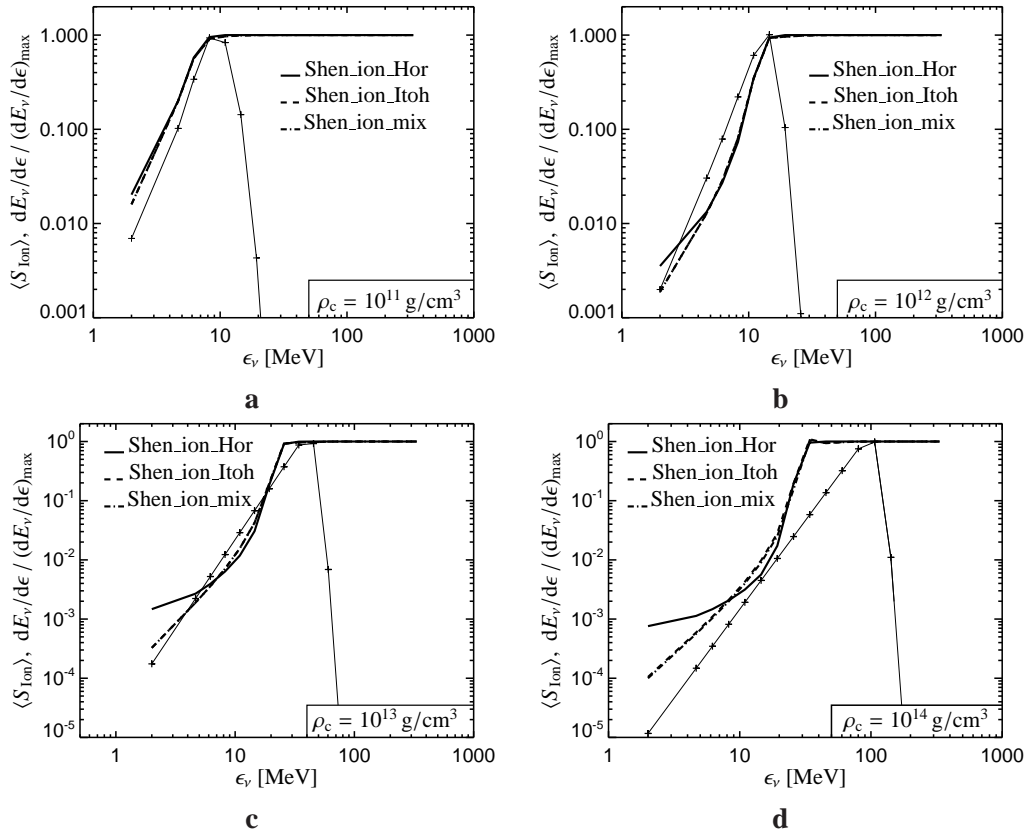 1.000
0.100
0.010
0.001
⟨S_Ion⟩, dE_ν/dϵ / (dE_ν/dϵ)_max
Shen_ion_Hor
Shen_ion_Itoh
Shen_ion_mix
ρ_c = 10^11 g/cm^3
1 10 100 1000
ϵ_ν [MeV]
a
1.000
0.100
0.010
0.001
⟨S_Ion⟩, dE_ν/dϵ / (dE_ν/dϵ)_max
Shen_ion_Hor
Shen_ion_Itoh
Shen_ion_mix
ρ_c = 10^12 g/cm^3
1 10 100 1000
ϵ_ν [MeV]
b
10^0
10^-1
10^-2
10^-3
10^-4
10^-5
⟨S_Ion⟩, dE_ν/dϵ / (dE_ν/dϵ)_max
Shen_ion_Hor
Shen_ion_Itoh
Shen_ion_mix
ρ_c = 10^13 g/cm^3
1 10 100 1000
ϵ_ν [MeV]
c
10^0
10^-1
10^-2
10^-3
10^-4
10^-5
⟨S_Ion⟩, dE_ν/dϵ / (dE_ν/dϵ)_max
Shen_ion_Hor
Shen_ion_Itoh
Shen_ion_mix
ρ_c = 10^14 g/cm^3
1 10 100 1000
ϵ_ν [MeV]
d